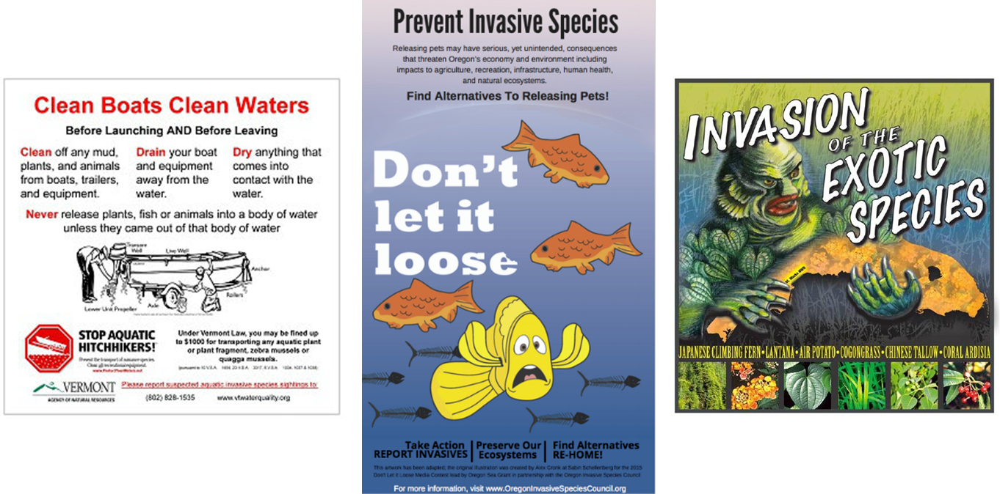 Clean Boats Clean Waters
Before Launching AND Before Leaving
Clean off any mud,
plants, and animals
from boats, trailers,
and equipment.
Drain your boat
and equipment
away from the
water.
Dry anything that
comes into
contact with the
water.
Never release plants, fish or animals into a body of water
unless they came out of that body of water
Transom
Well
Live Well
Anchor
Rollers
Axle
Lower Unit Propeller
STOP AQUATIC
HITCHHIKERS!
Prevent the transport of nuisance species.
Clean all recreational equipment.
www.ProtectYourWaters.net
Under Vermont Law, you may be fined up
to $1000 for transporting any aquatic plant
or plant fragment, zebra mussels or
quagga mussels.
VERMONT
AGENCY OF NATURAL RESOURCES
Please report suspected aquatic invasive species sightings to:
(802) 828-1535 www.vtwaterquality.org
Prevent Invasive Species
Releasing pets may have serious, yet unintended, consequences
that threaten Oregon's economy and environment including
impacts to agriculture, recreation, infrastructure, human health,
and natural ecosystems.
Find Alternatives To Releasing Pets!
Don't
let it
loose
Take Action
REPORT INVASIVES
Preserve Our
Ecosystems
Find Alternatives
RE-HOME!
This artwork has been adapted; the original illustration was created by Alex Cronk at Sabin Schellenberg for the 2015
Don't Let it Loose Media Contest lead by Oregon Sea Grant in partnership with the Oregon Invasive Species Council
For more information, visit www.OregonInvasiveSpeciesCouncil.org
INVASION
OF THE
EXOTIC
SPECIES
JAPANESE CLIMBING FERN•LANTANA•AIR POTATO•COGONGRASS•CHINESE TALLOW•CORAL ARDISIA